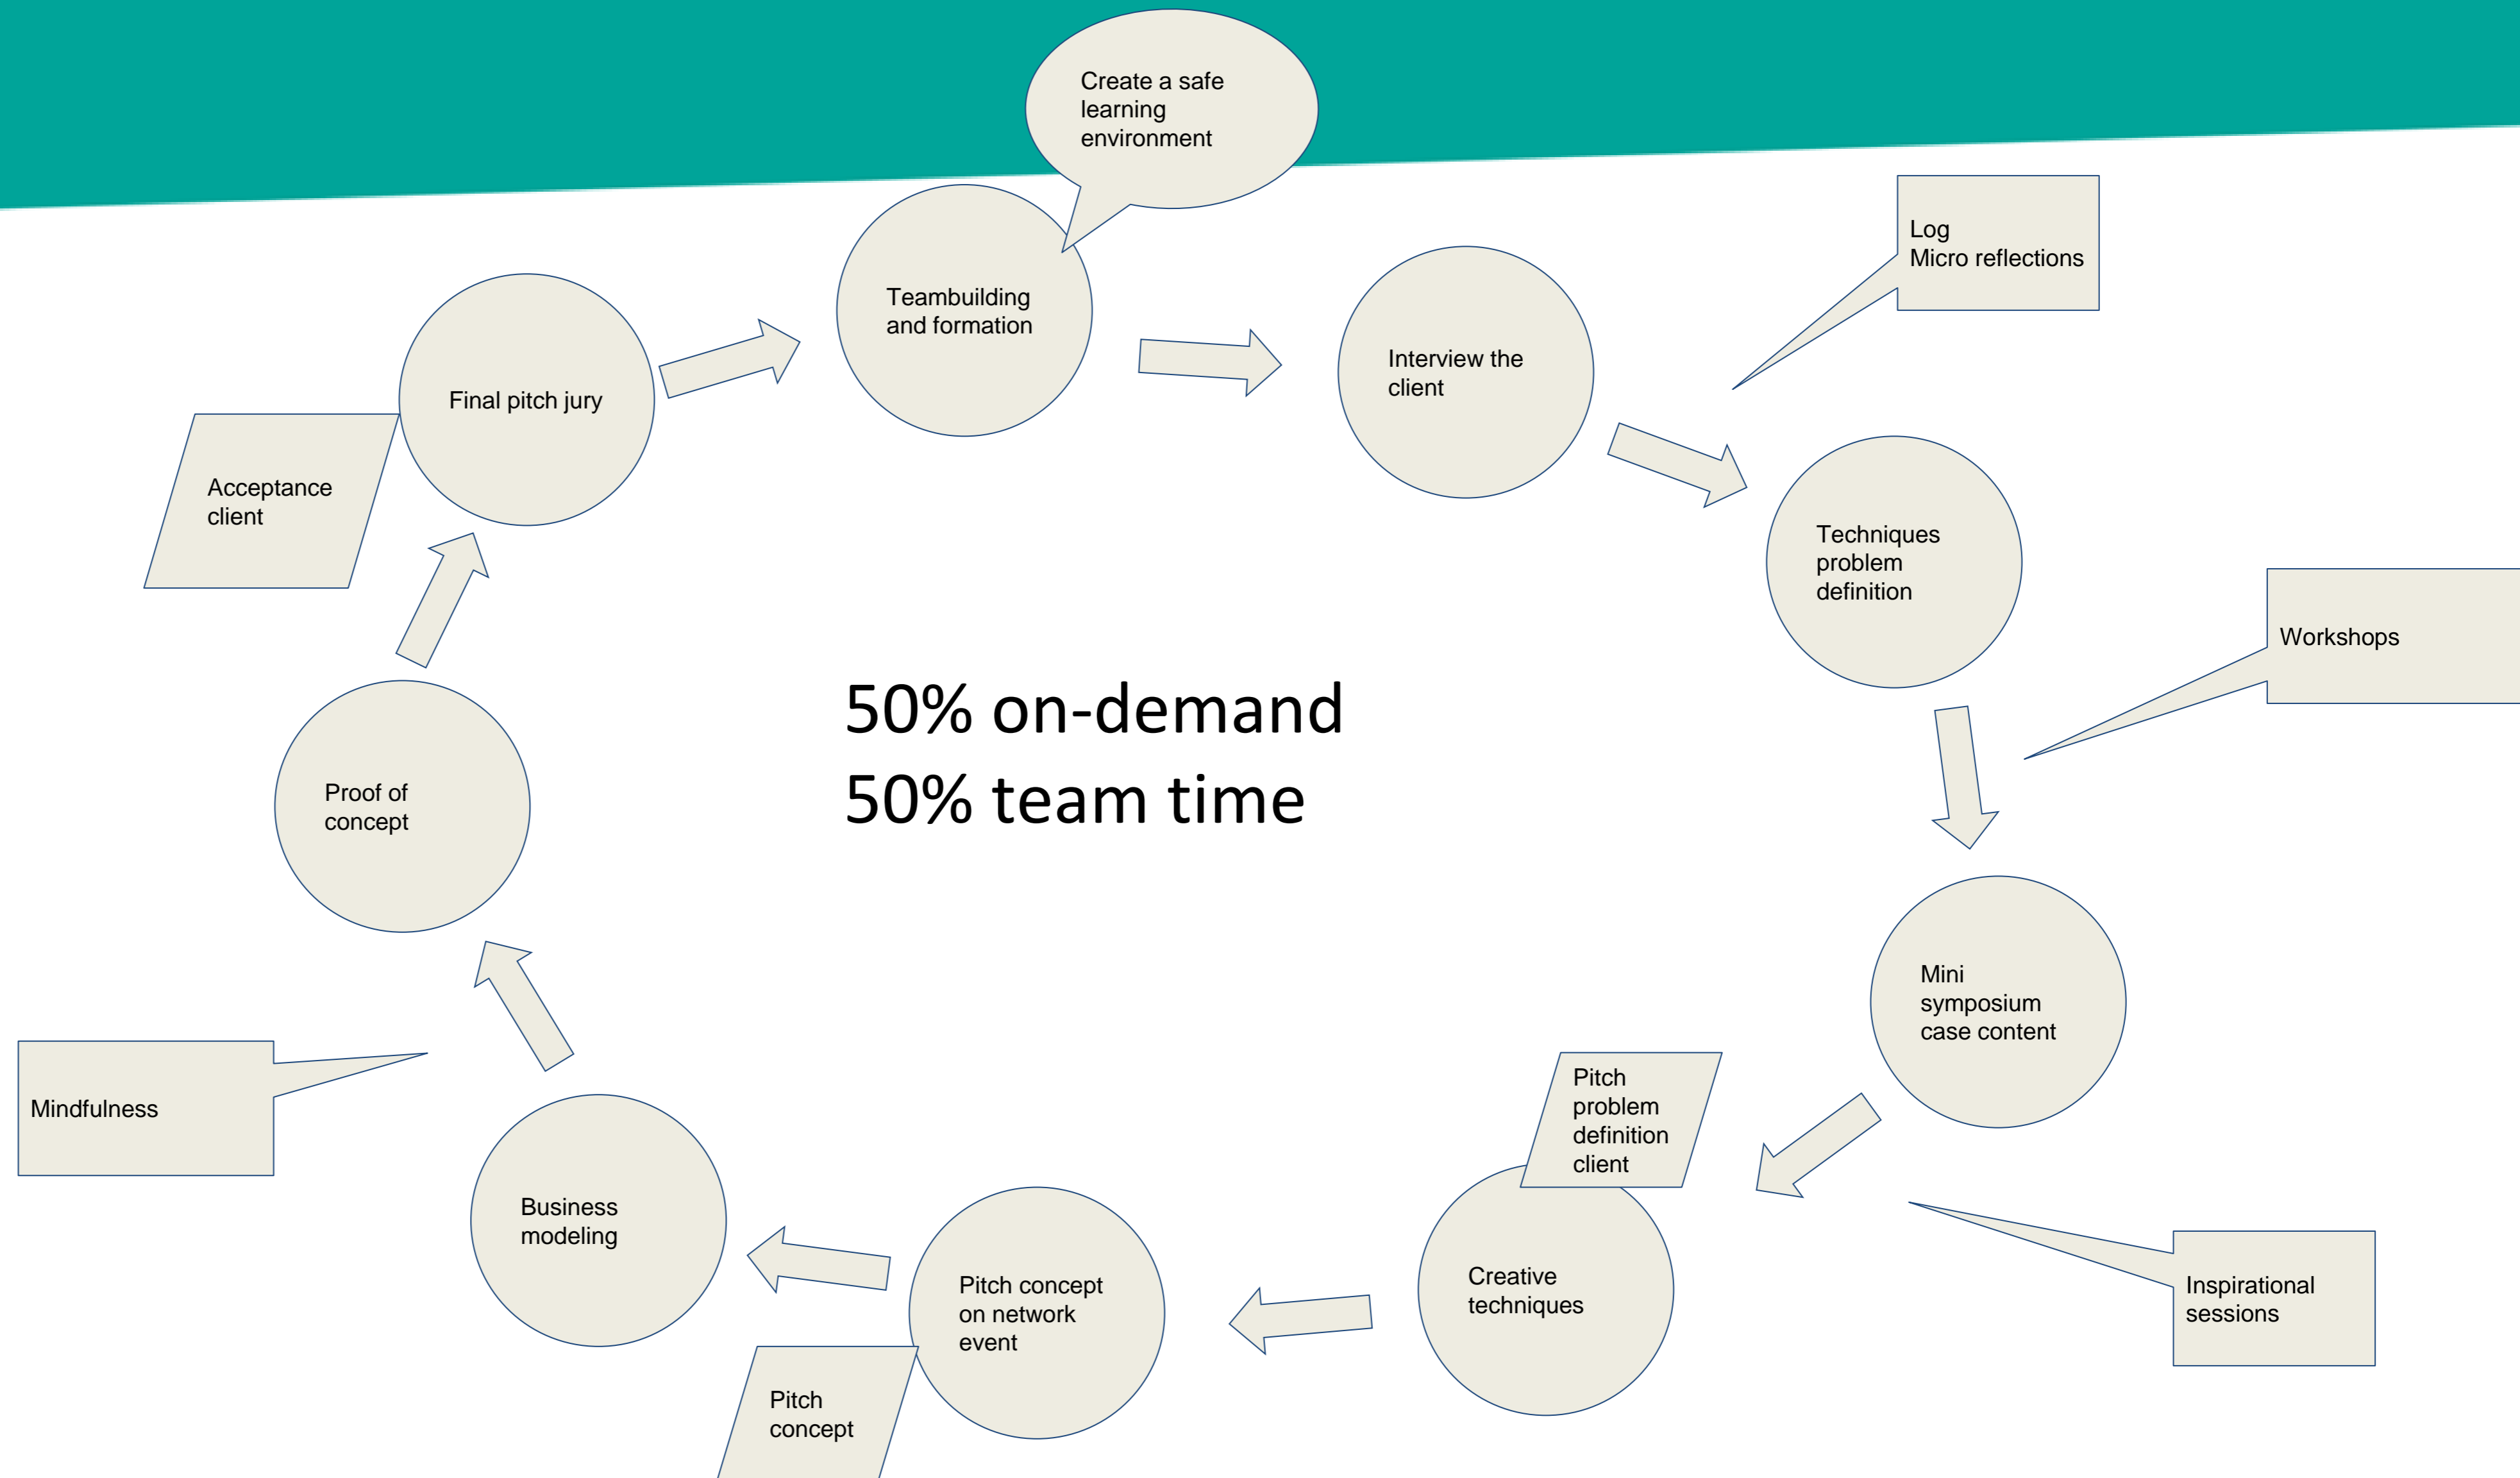 Create a safe
learning
environment
Teambuilding
and formation
Log
Micro reflections
Interview the
client
Final pitch jury
Acceptance
client
Techniques
problem
definition
Workshops
50% on-demand
50% team time
Proof of
concept
Mini
symposium
case content
Mindfulness
Pitch
problem
definition
client
Business
modeling
Pitch concept
on network
event
Creative
techniques
Inspirational
sessions
Pitch
concept